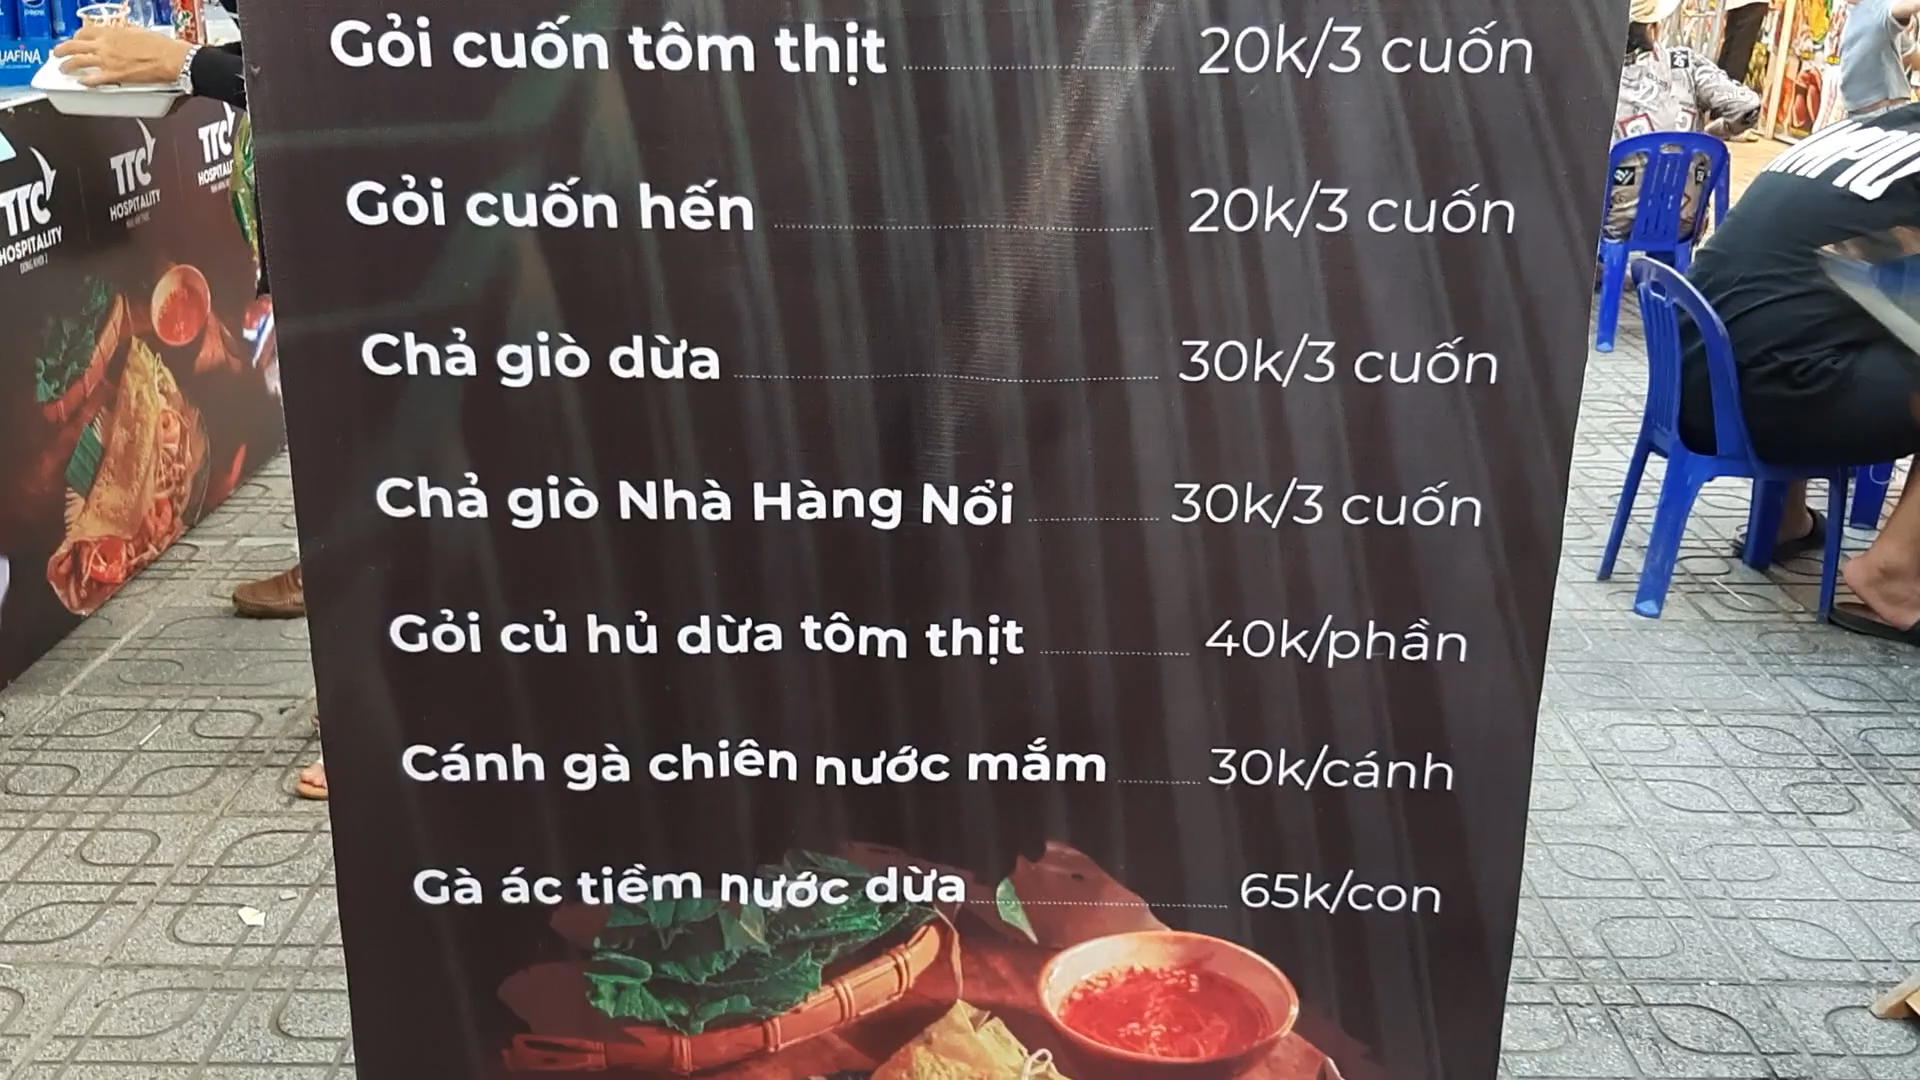 Gỏi cuốn tôm thịt 20k/3 cuốn
Gỏi cuốn hến 20k/3 cuốn
Chả giò dừa 30k/3 cuốn
Chả giò Nhà Hàng Nổi 30k/3 cuốn
Gỏi củ hủ dừa tôm thịt 40k/phần
Cánh gà chiên nước mắm 30k/cánh
Gà ác tiềm nước dừa 65k/con
TTC
HOSPITALITY
TTC
HOSPITALITY
TTC
pepsi